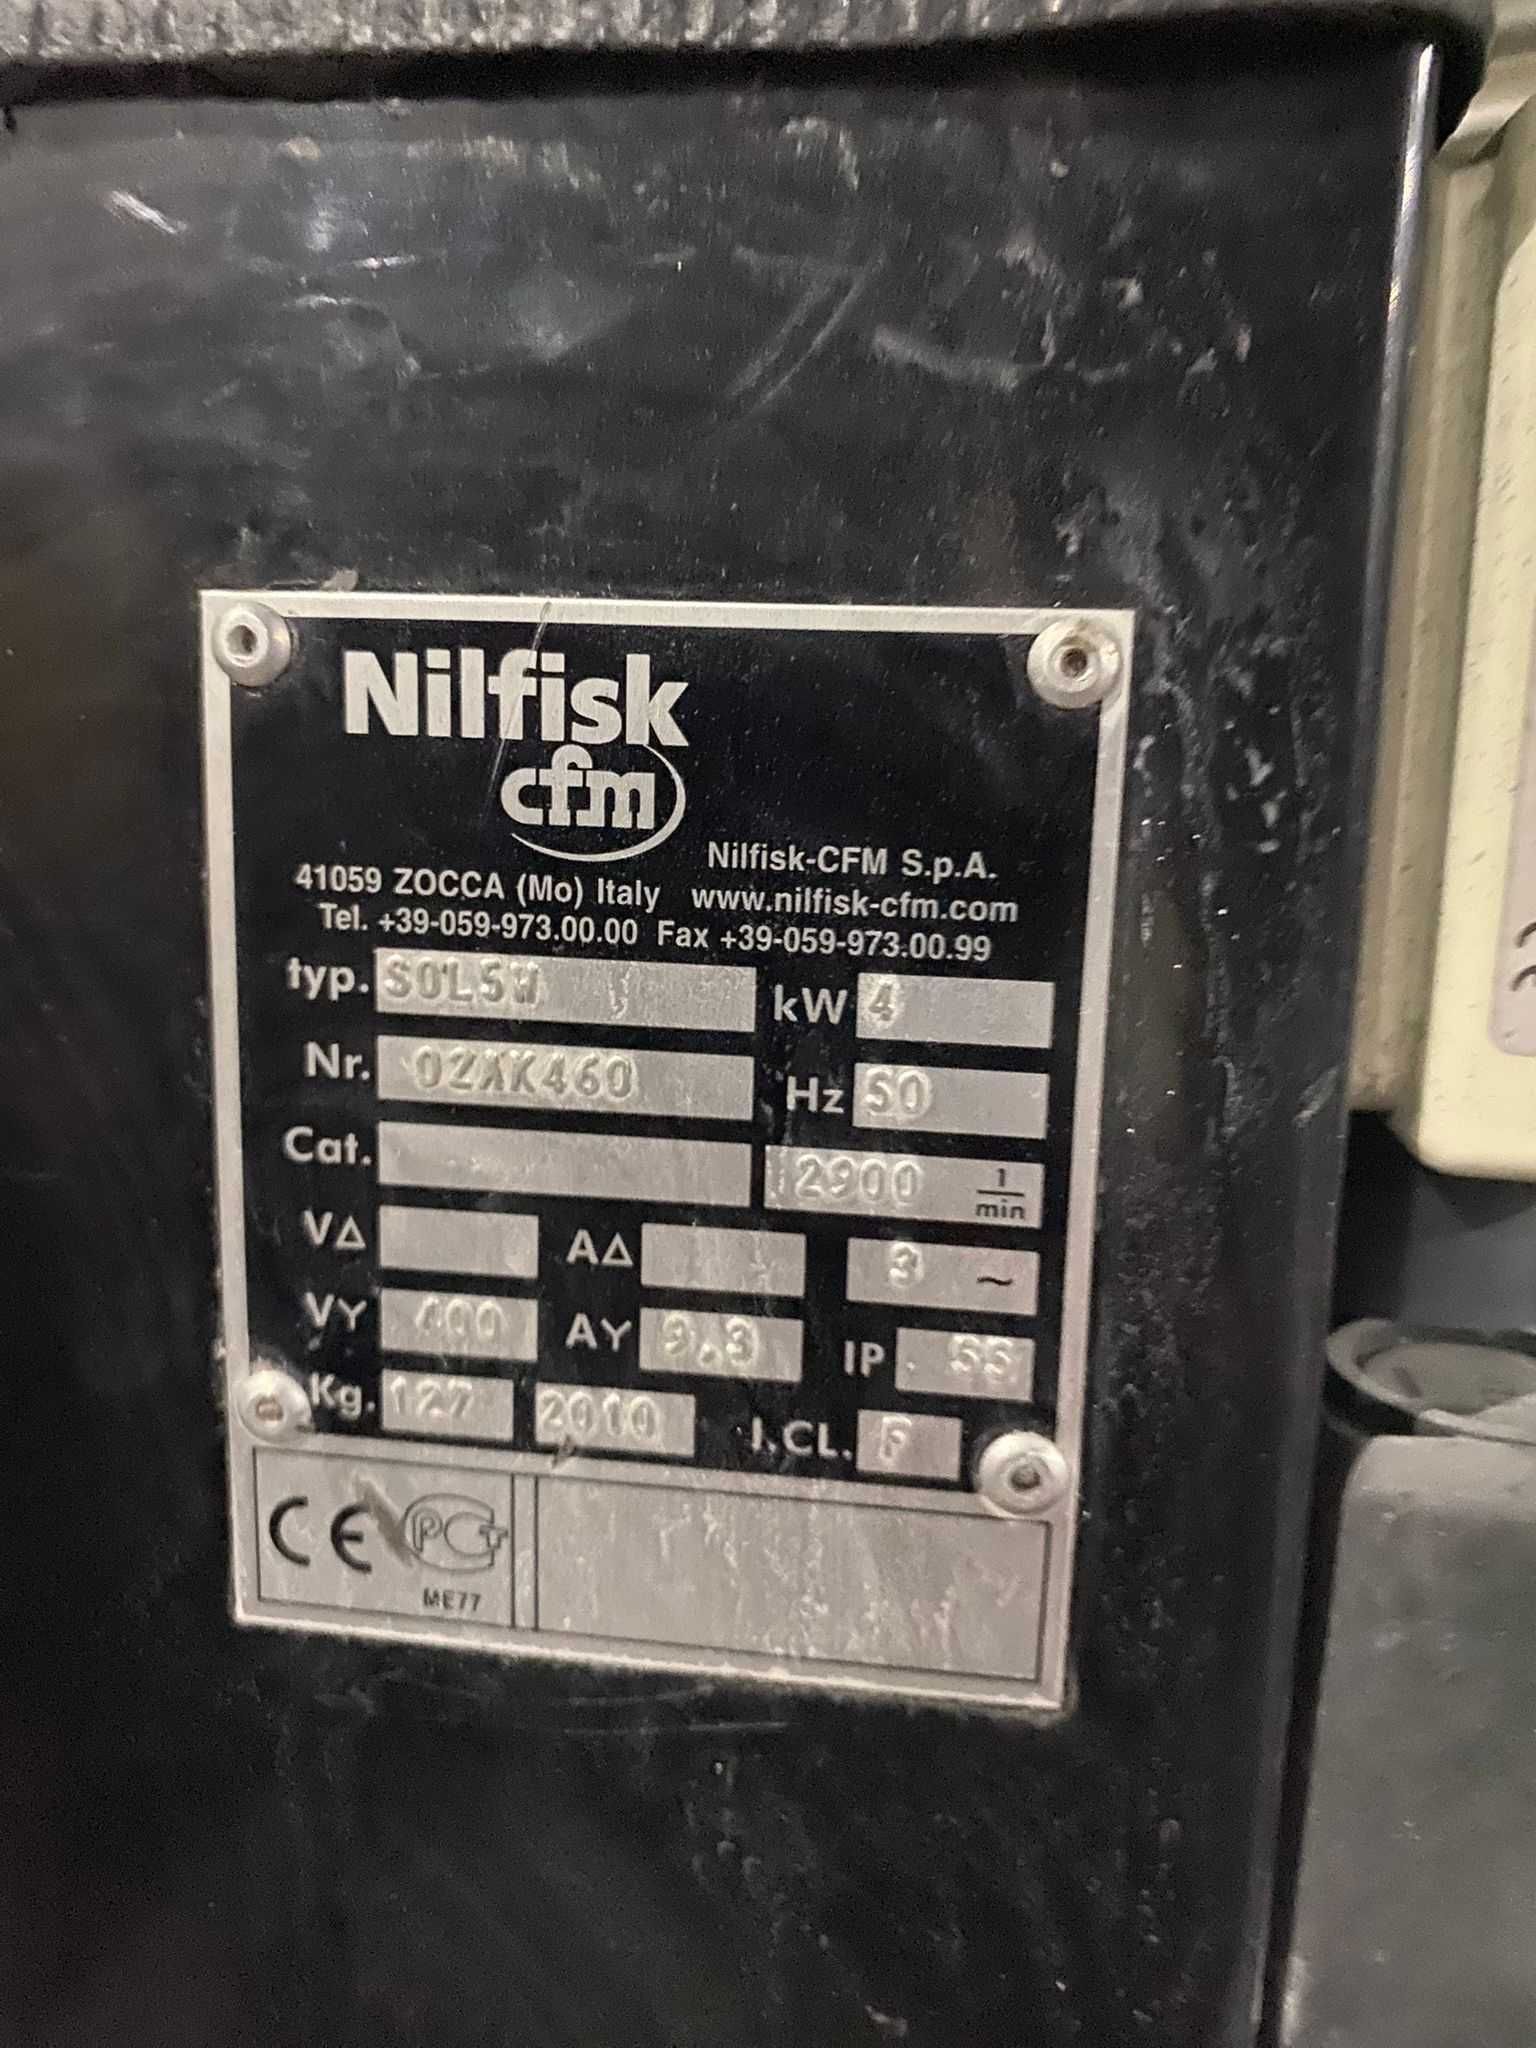 Nilfisk
cfm
Nilfisk-CFM S.p.A.
41059 ZOCCA (Mo) Italy www.nilfisk-cfm.com
Tel. +39-059-973.00.00 Fax +39-059-973.00.99
typ. kW 4
Nr. 02AK460 Hz 50
Cat. 2900 1/min
VΔ AΔ 3 ~
VY 400 AY 9.3 IP 55
Kg. 127 2010 I.CL. F
CE PCT
ME77